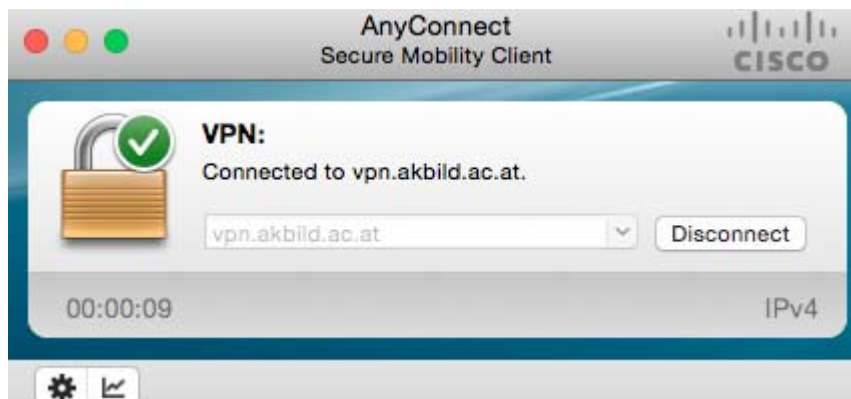 AnyConnect
Secure Mobility Client
CISCO
VPN:
Connected to vpn.akbild.ac.at.
vpn.akbild.ac.at
Disconnect
00:00:09
IPv4